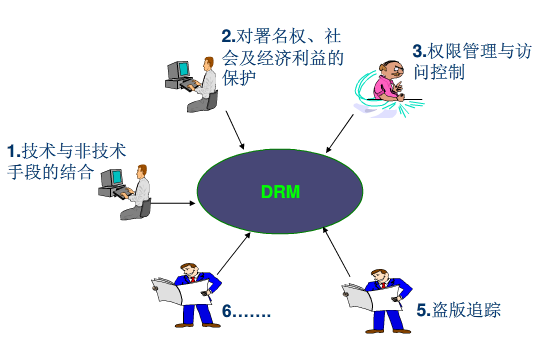 1.技术与非技术
手段的结合
2.对署名权、社
会及经济利益的
保护
3.权限管理与访
问控制
DRM
5.盗版追踪
6.......